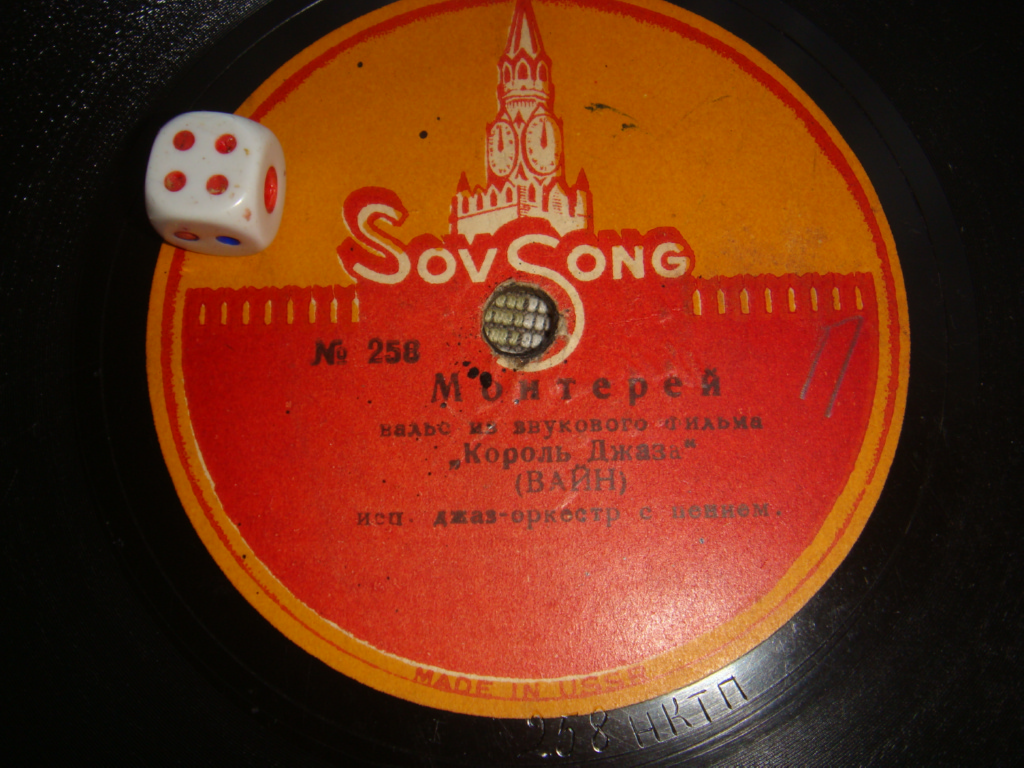 SOVSONG
№ 258
Монтерей
вальс из звукового фильма
„Король Джаза"
(ВАЙН)
исп. джаз-оркестр с пением.
MADE IN USSR
258 НКТП